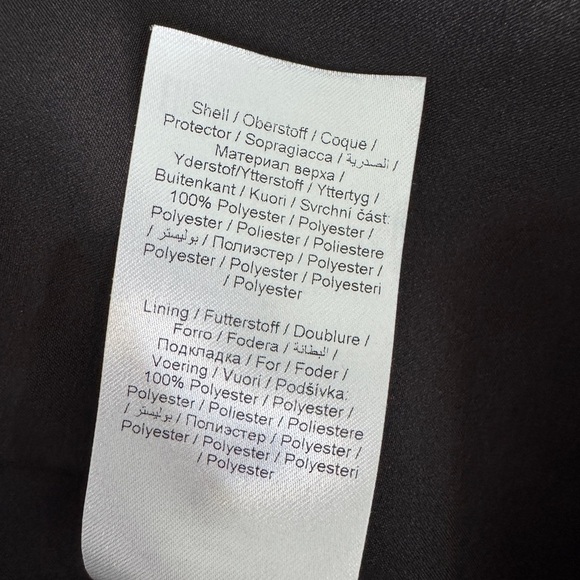 Shell / Oberstoff / Coque /
Protector / Sopragiacca / الصدرية /
Материал верха /
Yderstof/Ytterstoff / Yttertyg /
Buitenkant / Kuori / Svrchní část:
100% Polyester / Polyester /
Polyester / Poliester / Poliestere
/ بوليستر / Полиэстер / Polyester /
Polyester / Polyester / Polyesteri
/ Polyester
Lining / Futterstoff / Doublure /
Forro / Fodera / البطانة /
Подкладка / For / Foder /
Voering / Vuori / Podšívka:
100% Polyester / Polyester /
Polyester / Poliester / Poliestere
/ بوليستر / Полиэстер / Polyester /
Polyester / Polyester / Polyesteri
/ Polyester